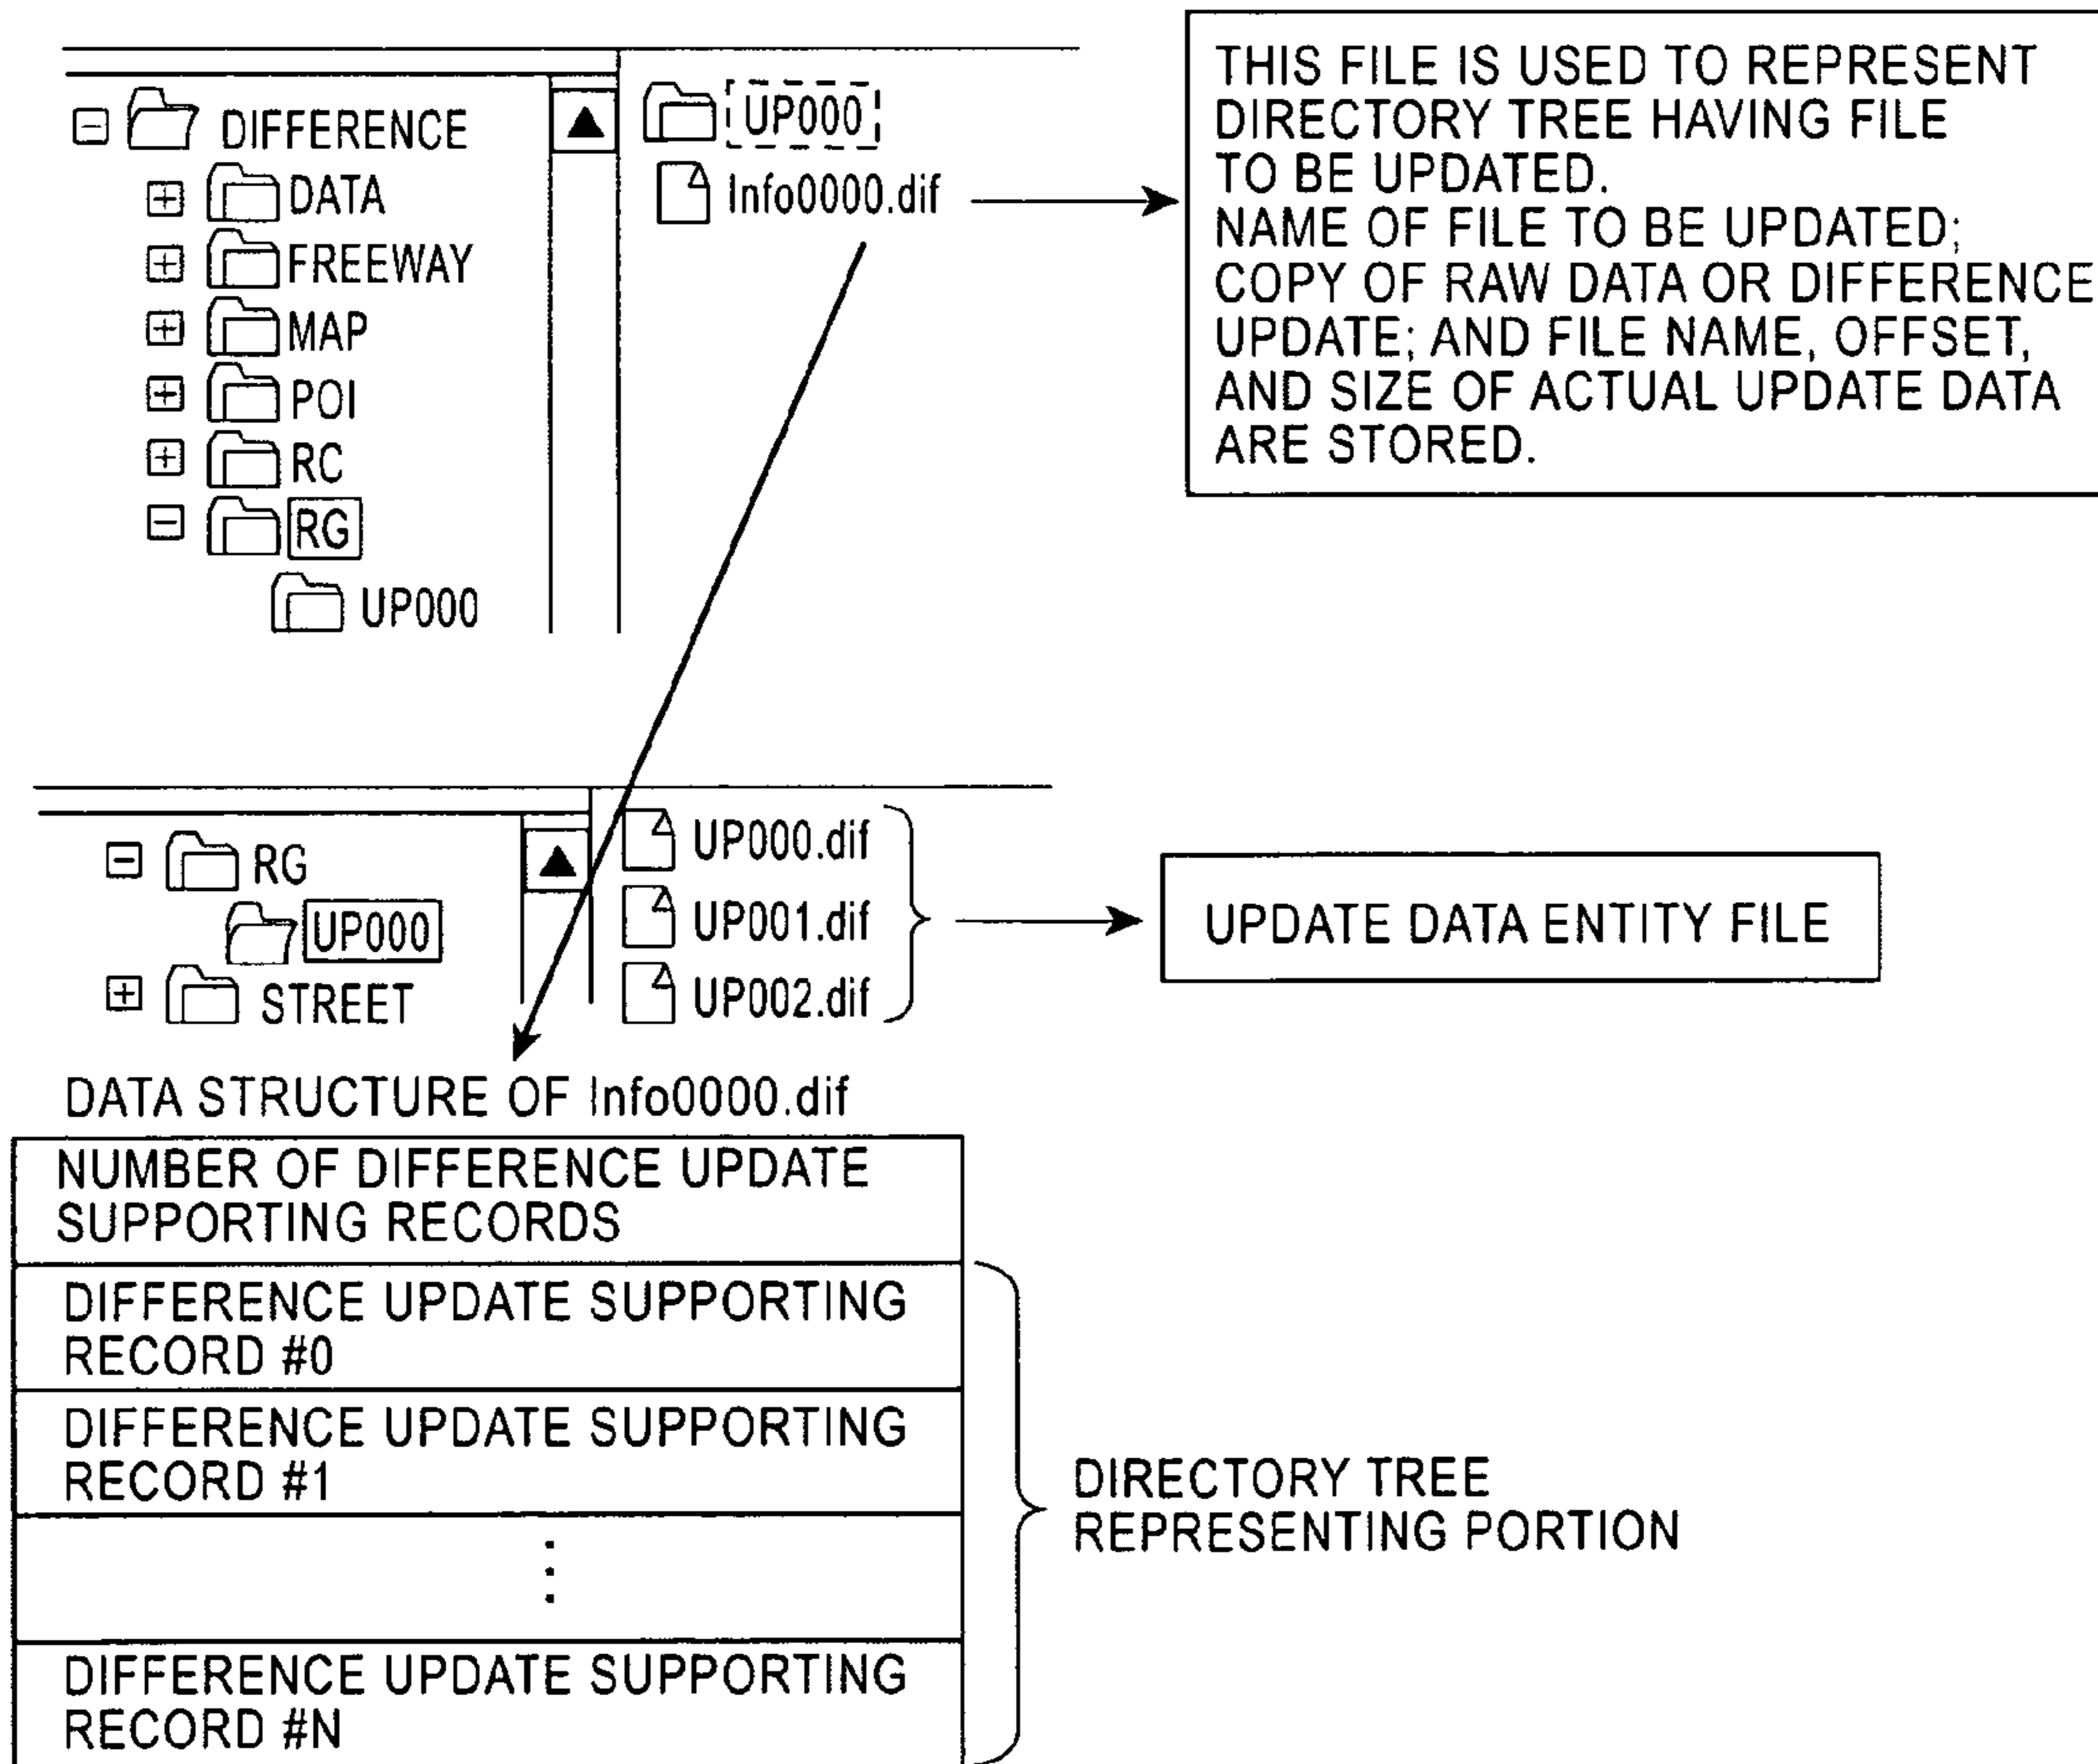 DIFFERENCE
DATA
FREEWAY
MAP
POI
RC
RG
UP000
UP000
Info0000.dif
THIS FILE IS USED TO REPRESENT
DIRECTORY TREE HAVING FILE
TO BE UPDATED.
NAME OF FILE TO BE UPDATED;
COPY OF RAW DATA OR DIFFERENCE
UPDATE; AND FILE NAME, OFFSET,
AND SIZE OF ACTUAL UPDATE DATA
ARE STORED.
RG
UP000
STREET
UP000.dif
UP001.dif
UP002.dif
UPDATE DATA ENTITY FILE
DATA STRUCTURE OF Info0000.dif
NUMBER OF DIFFERENCE UPDATE
SUPPORTING RECORDS
DIFFERENCE UPDATE SUPPORTING
RECORD #0
DIFFERENCE UPDATE SUPPORTING
RECORD #1
⋮
DIFFERENCE UPDATE SUPPORTING
RECORD #N
DIRECTORY TREE
REPRESENTING PORTION